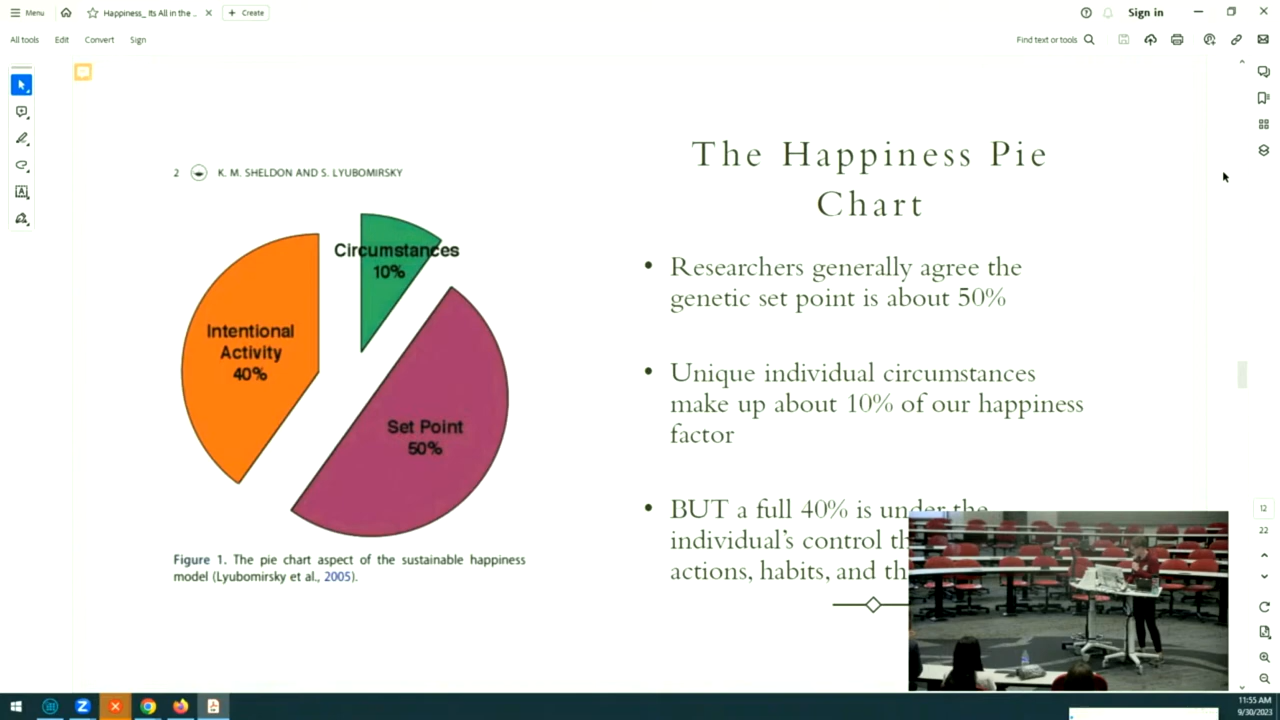 Menu
Happiness_ Its All in the ..
Create
Sign in
All tools Edit Convert Sign
Find text or tools
The Happiness Pie
Chart
2 K. M. SHELDON AND S. LYUBOMIRSKY
Circumstances
10%
Intentional
Activity
40%
Set Point
50%
Figure 1. The pie chart aspect of the sustainable happiness
model (Lyubomirsky et al., 2005).
• Researchers generally agree the
genetic set point is about 50%
• Unique individual circumstances
make up about 10% of our happiness
factor
• BUT a full 40% is under the
individual's control th
actions, habits, and th
12
22
11:55 AM
9/30/2023